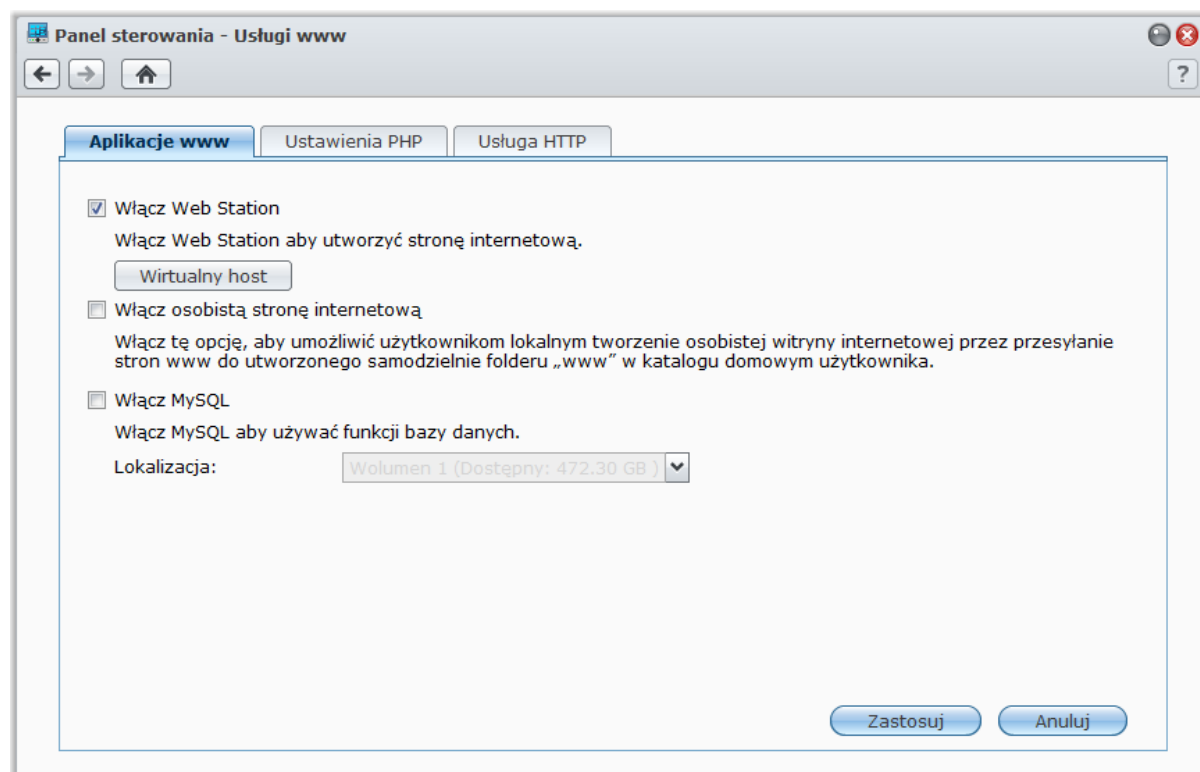 Panel sterowania - Usługi www
?
Aplikacje www
Ustawienia PHP
Usługa HTTP
Włącz Web Station
Włącz Web Station aby utworzyć stronę internetową.
Wirtualny host
Włącz osobistą stronę internetową
Włącz tę opcję, aby umożliwić użytkownikom lokalnym tworzenie osobistej witryny internetowej przez przesyłanie
stron www do utworzonego samodzielnie folderu „www” w katalogu domowym użytkownika.
Włącz MySQL
Włącz MySQL aby używać funkcji bazy danych.
Lokalizacja:
Wolumen 1 (Dostępny: 472.30 GB )
Zastosuj
Anuluj